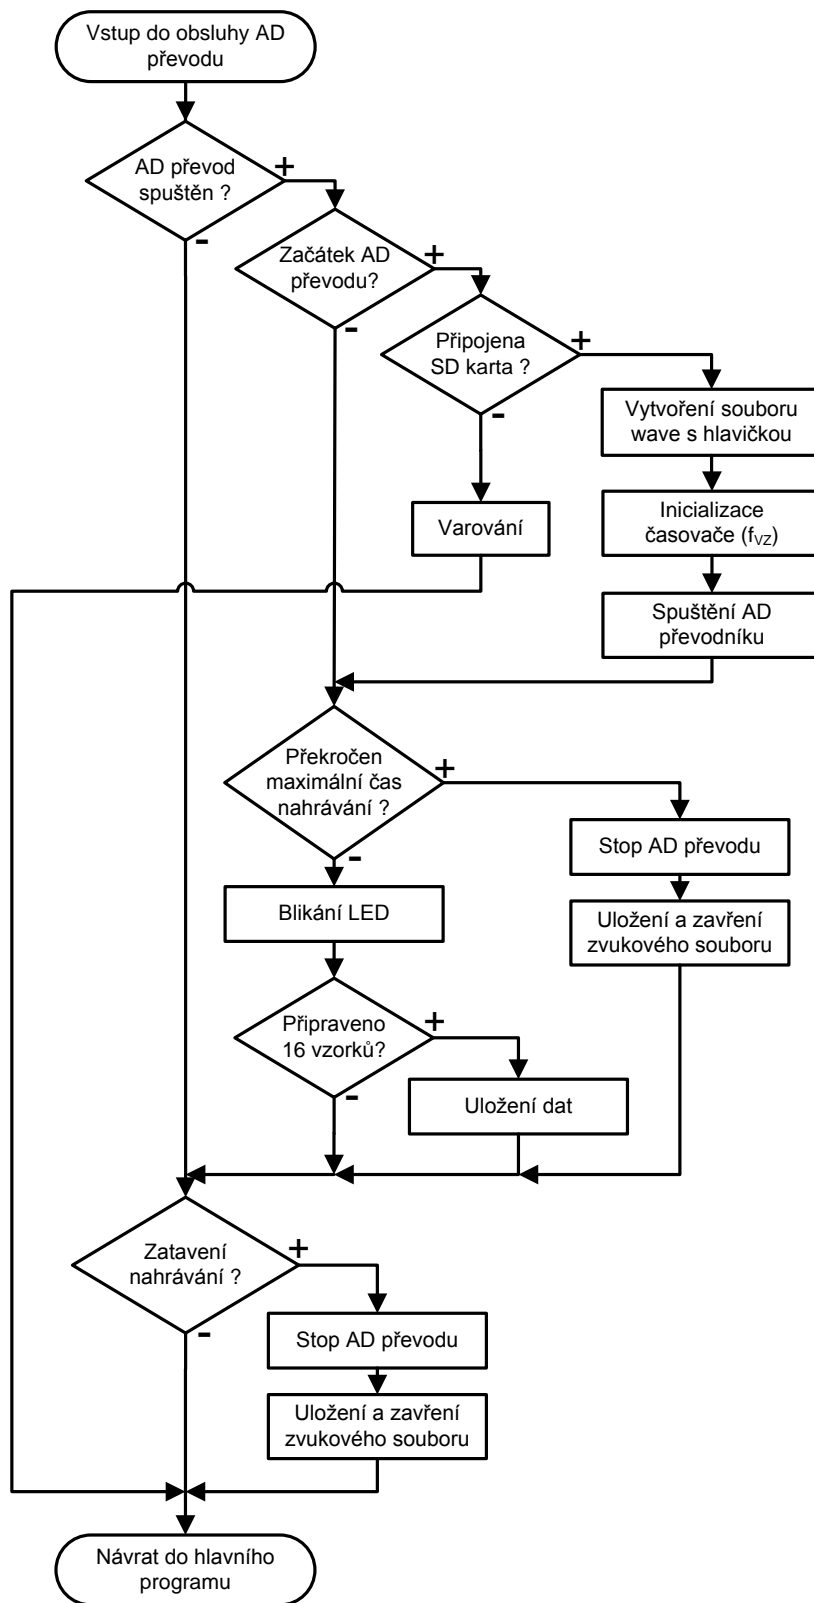 Vstup do obsluhy AD
převodu
AD převod
spuštěn ?
+
-
Začátek AD
převodu?
+
-
Připojena
SD karta ?
+
-
Vytvoření souboru
wave s hlavičkou
Varování
Inicializace
časovače (fVZ)
Spuštění AD
převodníku
Překročen
maximální čas
nahrávání ?
+
-
Stop AD převodu
Blikání LED
Uložení a zavření
zvukového souboru
Připraveno
16 vzorků?
+
-
Uložení dat
Zatavení
nahrávání ?
+
-
Stop AD převodu
Uložení a zavření
zvukového souboru
Návrat do hlavního
programu